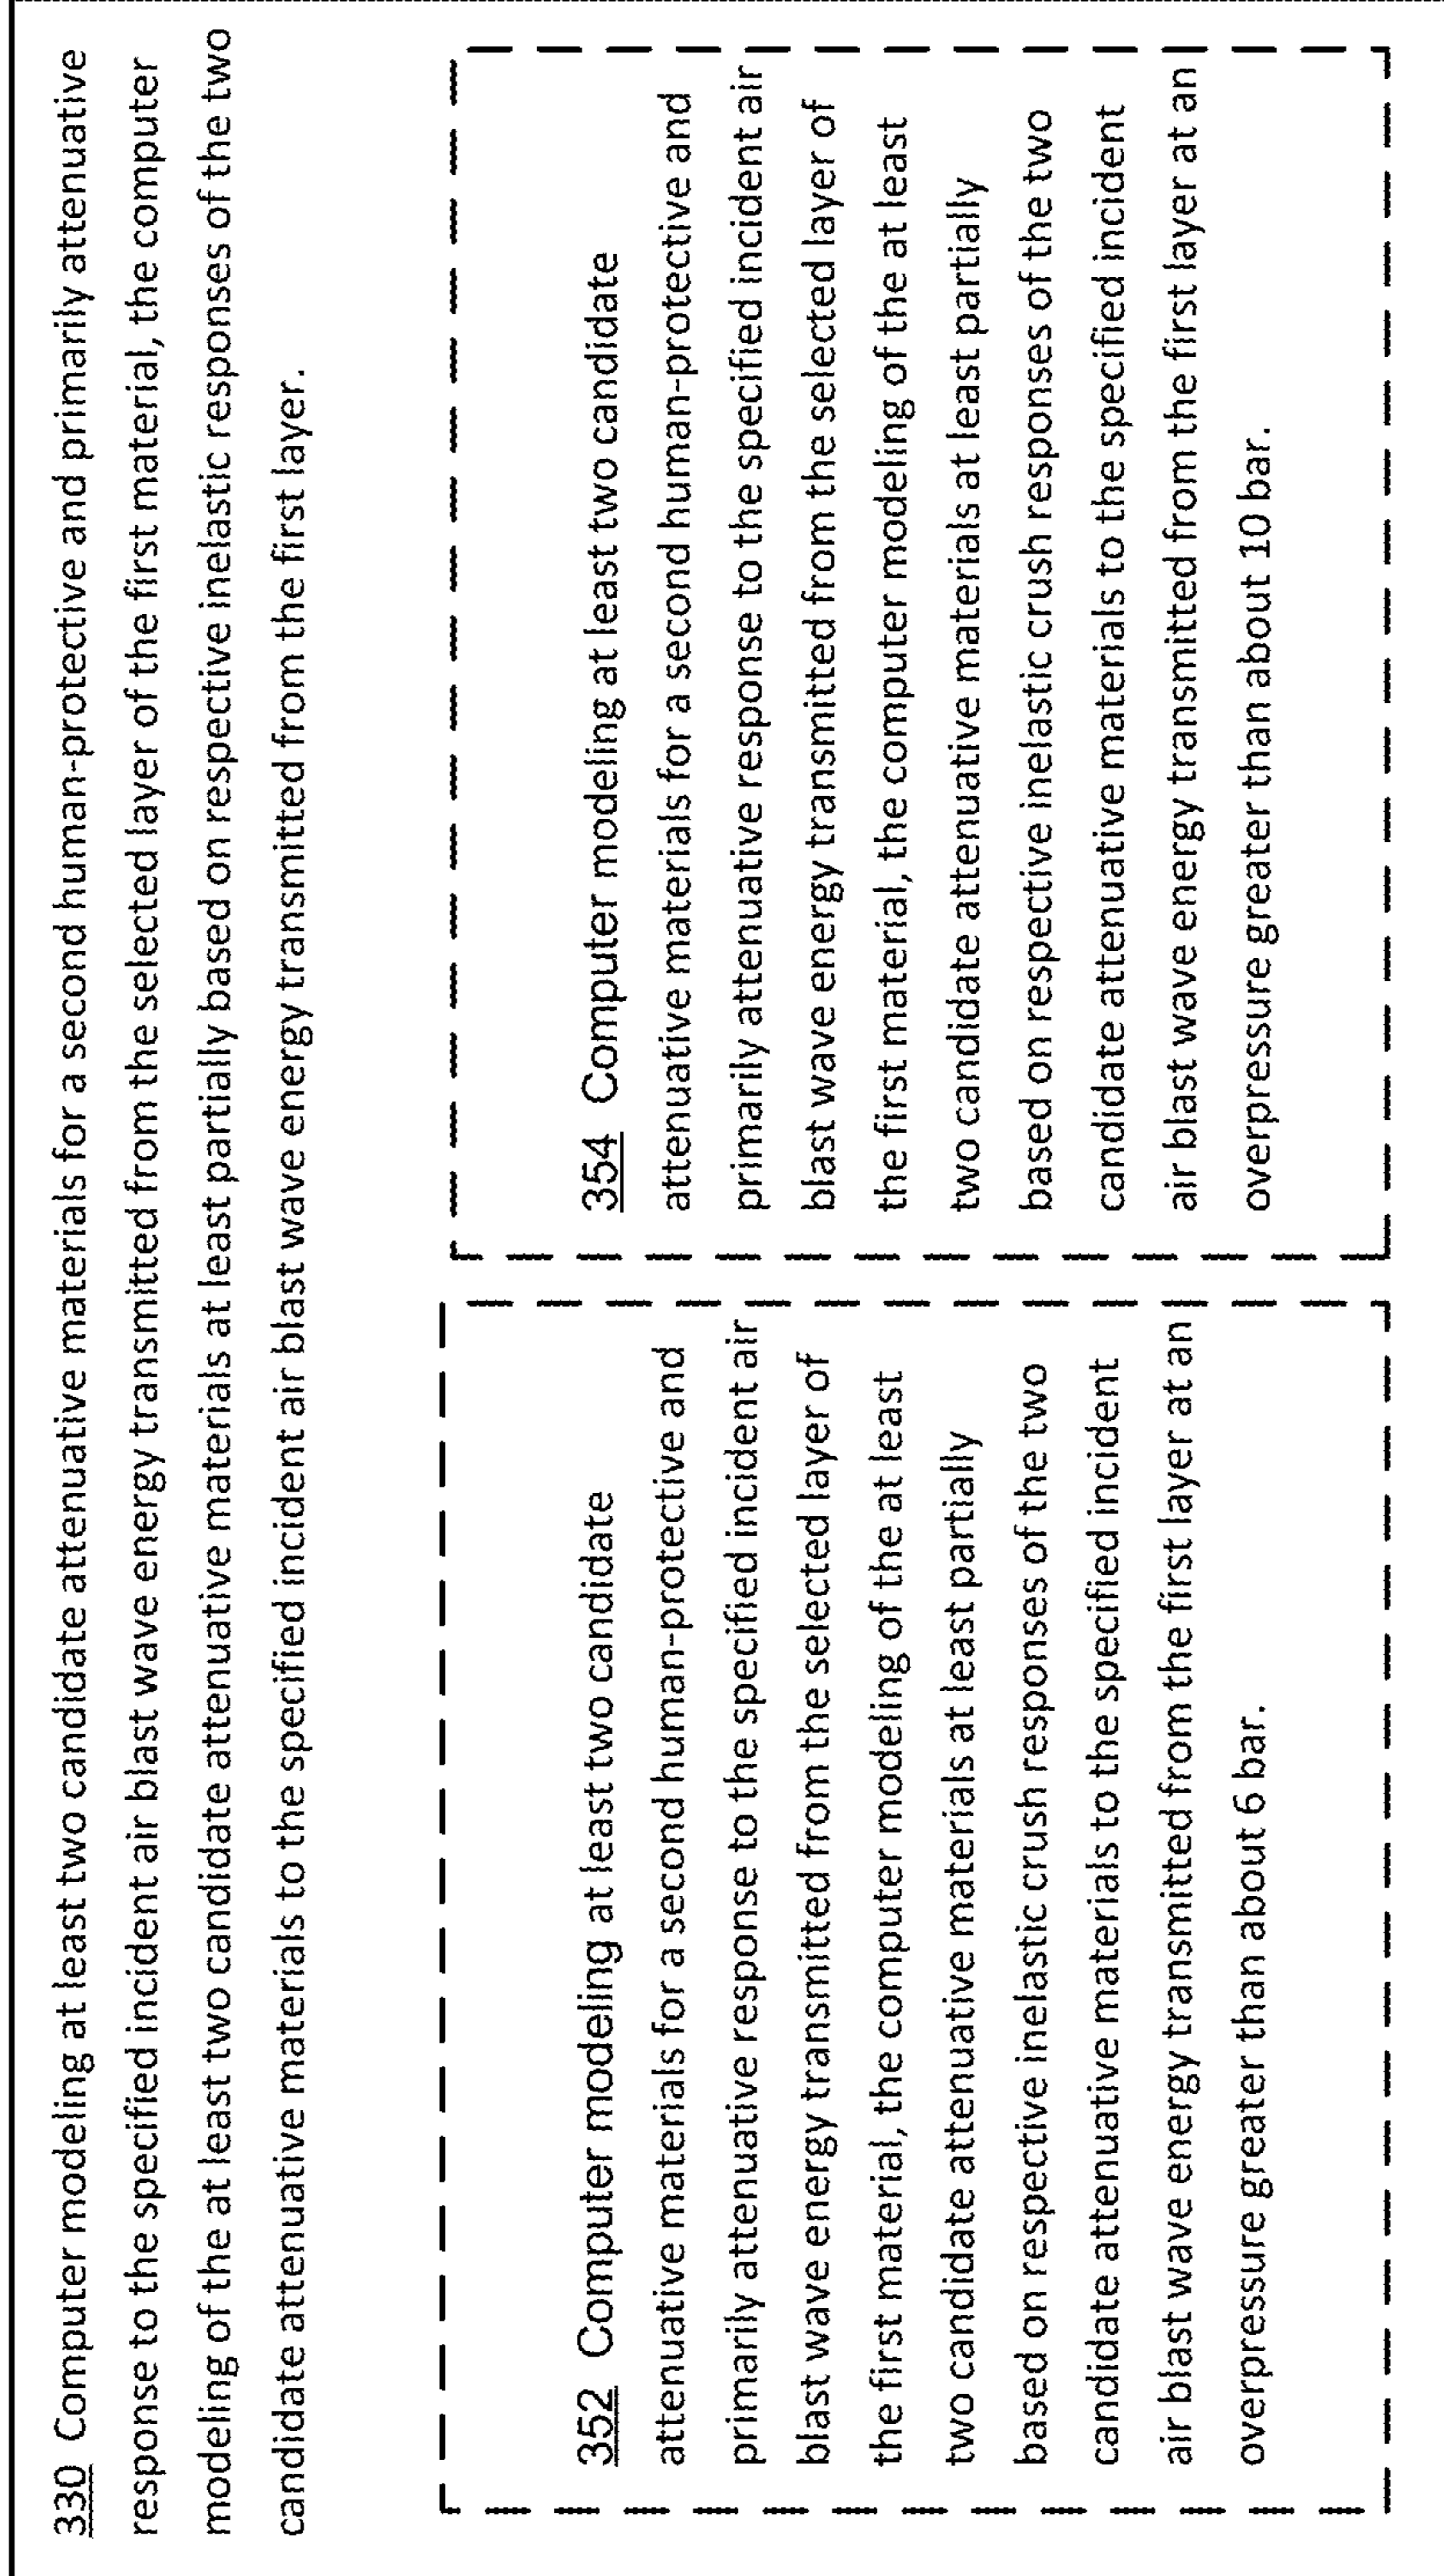 330 Computer modeling at least two candidate attenuative materials for a second human-protective and primarily attenuative
response to the specified incident air blast wave energy transmitted from the selected layer of the first material, the computer
modeling of the at least two candidate attenuative materials at least partially based on respective inelastic responses of the two
candidate attenuative materials to the specified incident air blast wave energy transmitted from the first layer.
352 Computer modeling at least two candidate
attenuative materials for a second human-protective and
primarily attenuative response to the specified incident air
blast wave energy transmitted from the selected layer of
the first material, the computer modeling of the at least
two candidate attenuative materials at least partially
based on respective inelastic crush responses of the two
candidate attenuative materials to the specified incident
air blast wave energy transmitted from the first layer at an
overpressure greater than about 6 bar.
354 Computer modeling at least two candidate
attenuative materials for a second human-protective and
primarily attenuative response to the specified incident air
blast wave energy transmitted from the selected layer of
the first material, the computer modeling of the at least
two candidate attenuative materials at least partially
based on respective inelastic crush responses of the two
candidate attenuative materials to the specified incident
air blast wave energy transmitted from the first layer at an
overpressure greater than about 10 bar.